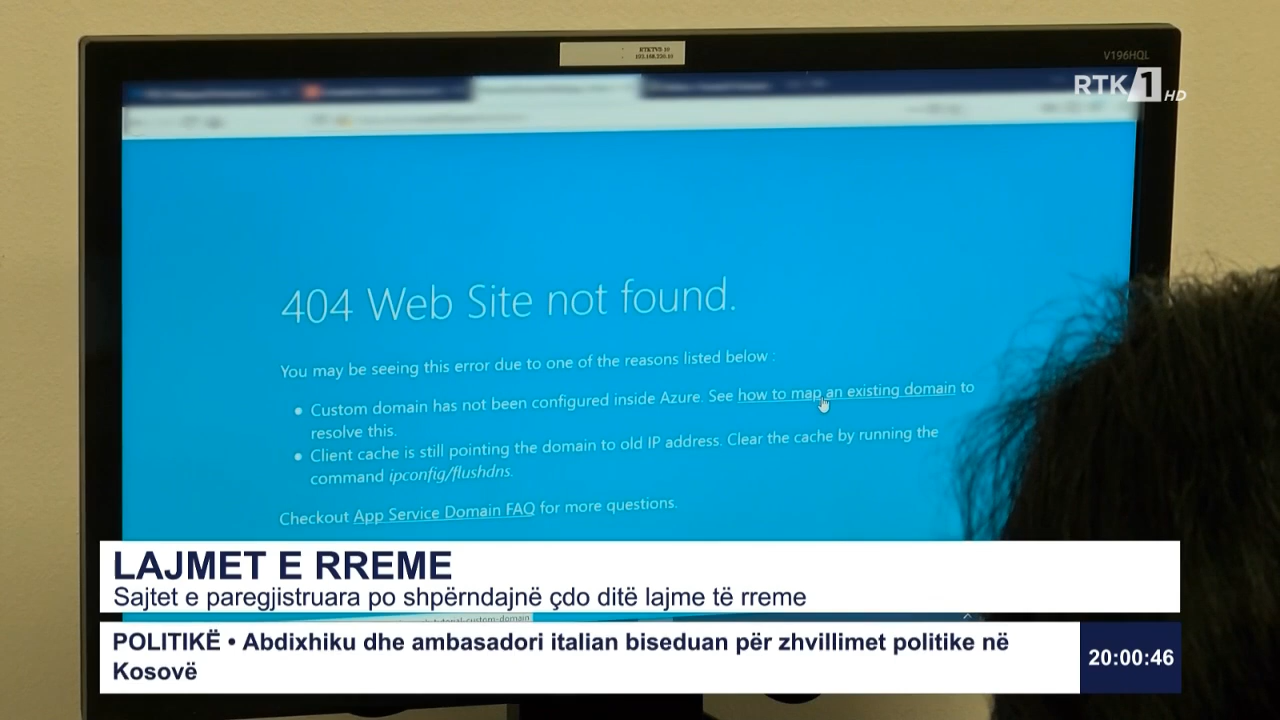 V196HQL
RTK 1 HD
404 Web Site not found.
You may be seeing this error due to one of the reasons listed below :
• Custom domain has not been configured inside Azure. See how to map an existing domain to
resolve this.
• Client cache is still pointing the domain to old IP address. Clear the cache by running the
command ipconfig/flushdns.
Checkout App Service Domain FAQ for more questions.
LAJMET E RREME
Sajtet e paregjistruara po shpërndajnë çdo ditë lajme të rreme
POLITIKË • Abdixhiku dhe ambasadori italian biseduan për zhvillimet politike në
Kosovë
20:00:46